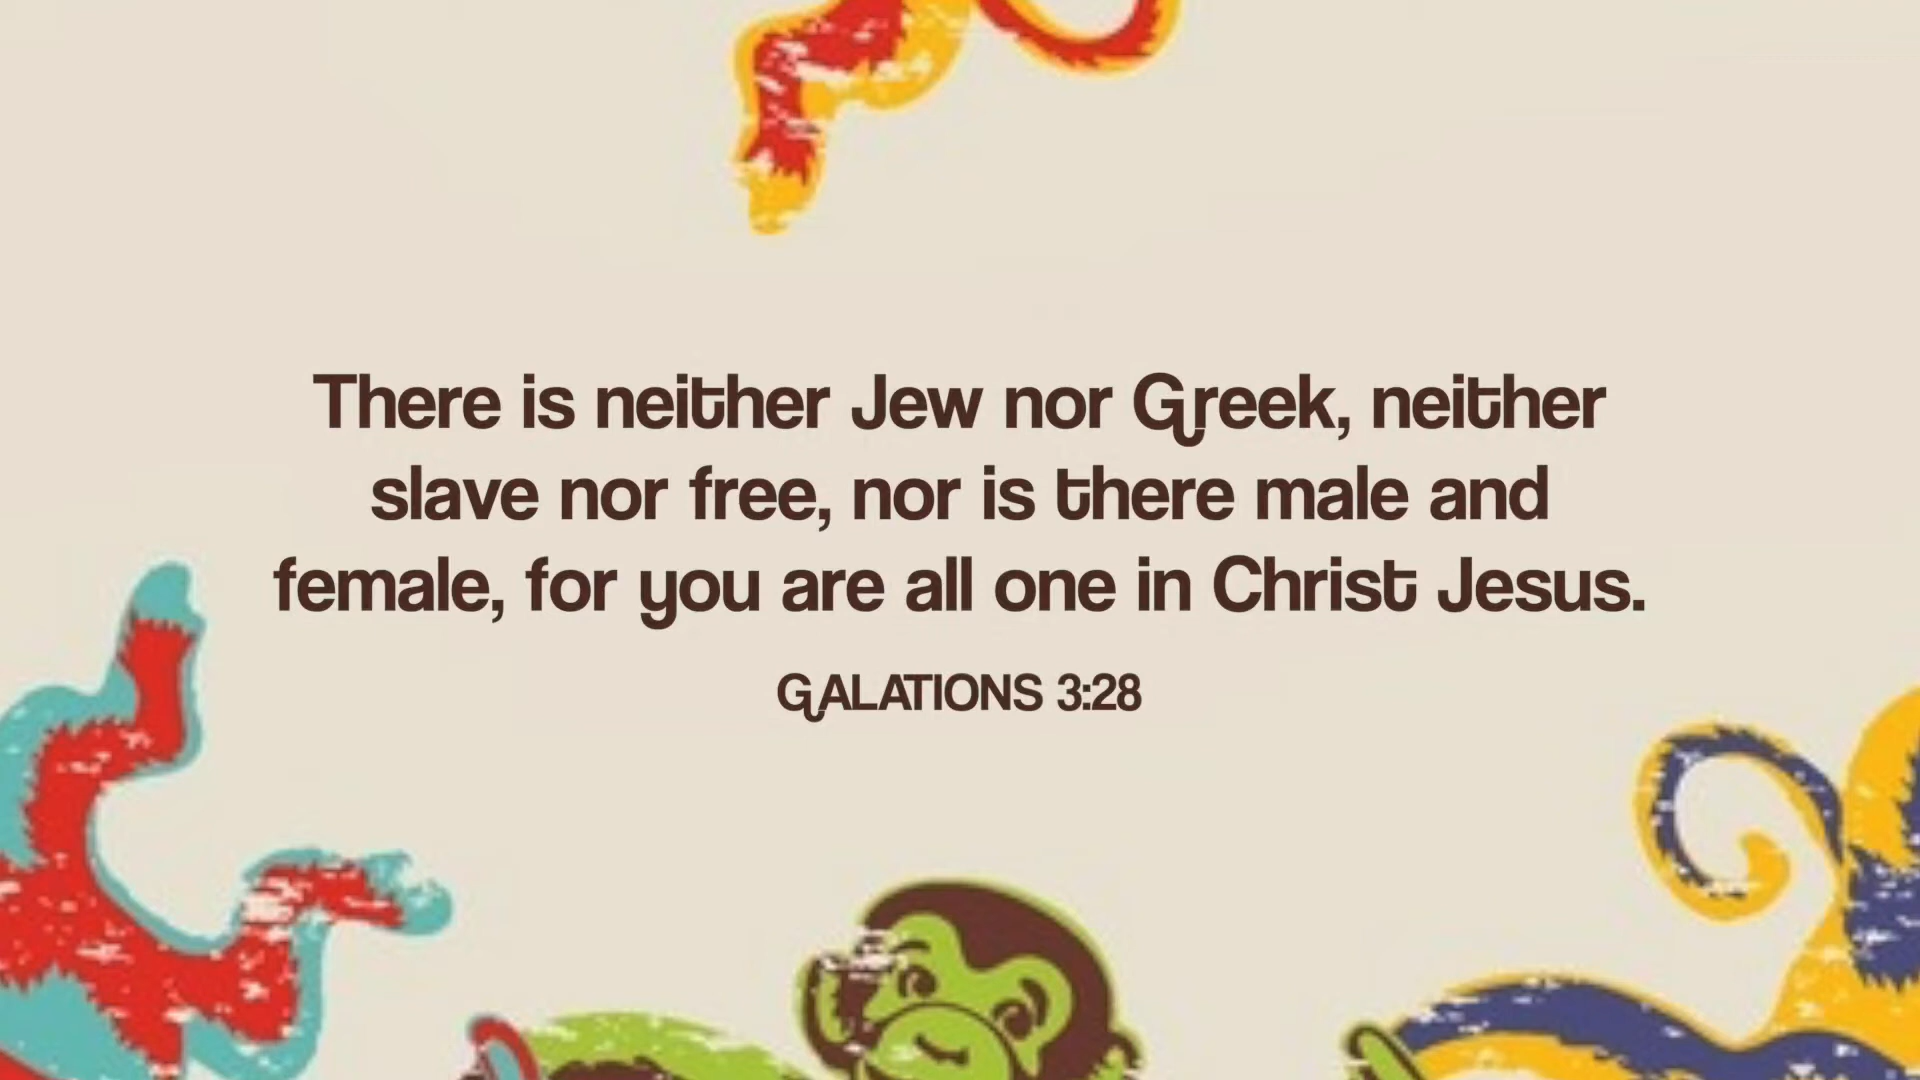 There is neither Jew nor Greek, neither
slave nor free, nor is there male and
female, for you are all one in Christ Jesus.
GALATIONS 3:28